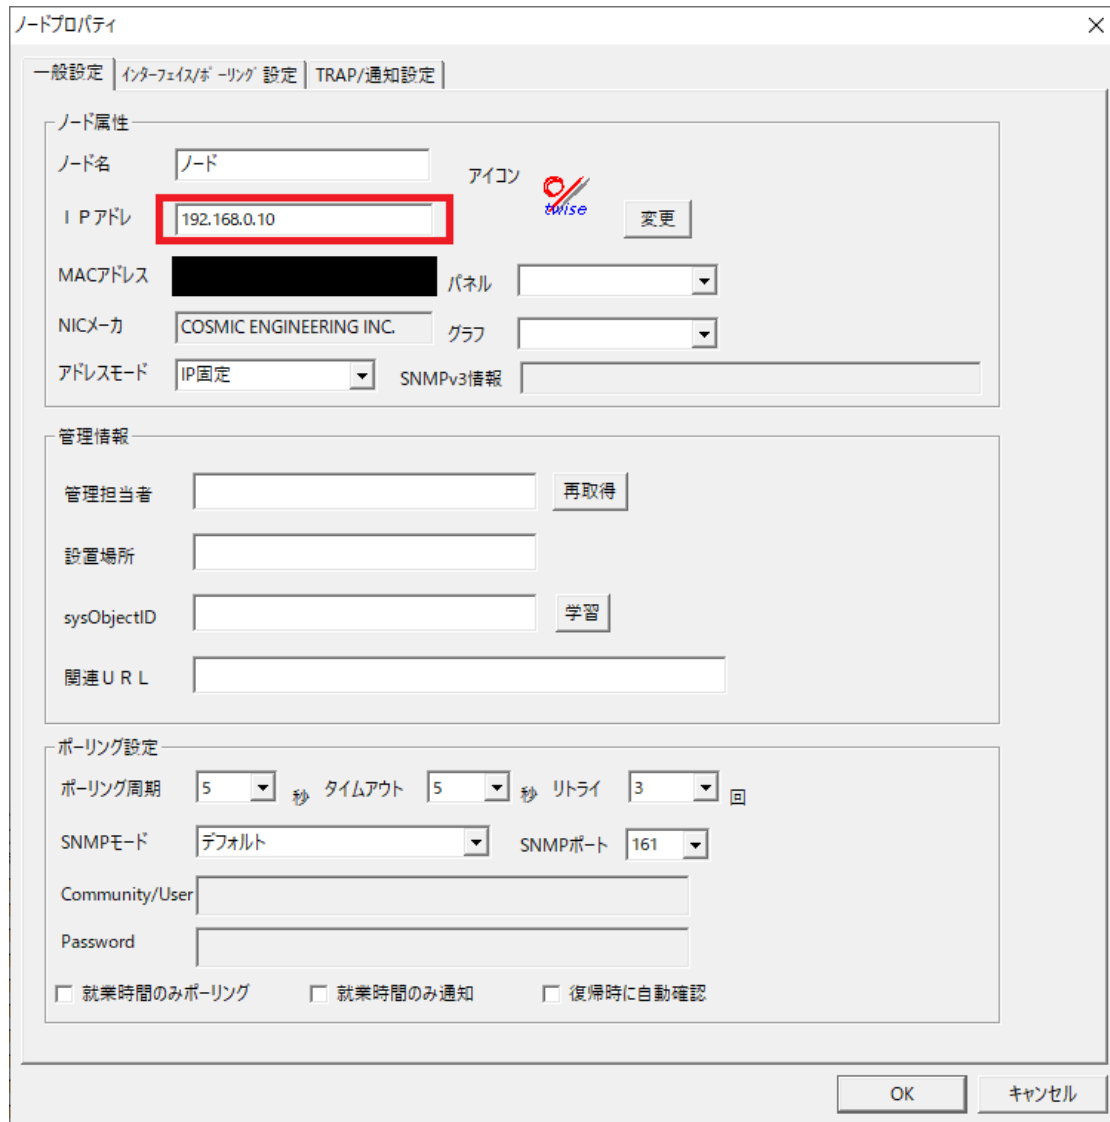 ノードプロパティ
一般設定 インターフェイス/ポーリング 設定 TRAP/通知設定
ノード属性
ノード名 ノード アイコン twise
ＩＰアドレ 192.168.0.10 変更
MACアドレス パネル
NICメーカ COSMIC ENGINEERING INC. グラフ
アドレスモード IP固定 SNMPv3情報
管理情報
管理担当者 再取得
設置場所
sysObjectID 学習
関連ＵＲＬ
ポーリング設定
ポーリング周期 5 秒 タイムアウト 5 秒 リトライ 3 回
SNMPモード デフォルト SNMPポート 161
Community/User
Password
就業時間のみポーリング 就業時間のみ通知 復帰時に自動確認
OK キャンセル